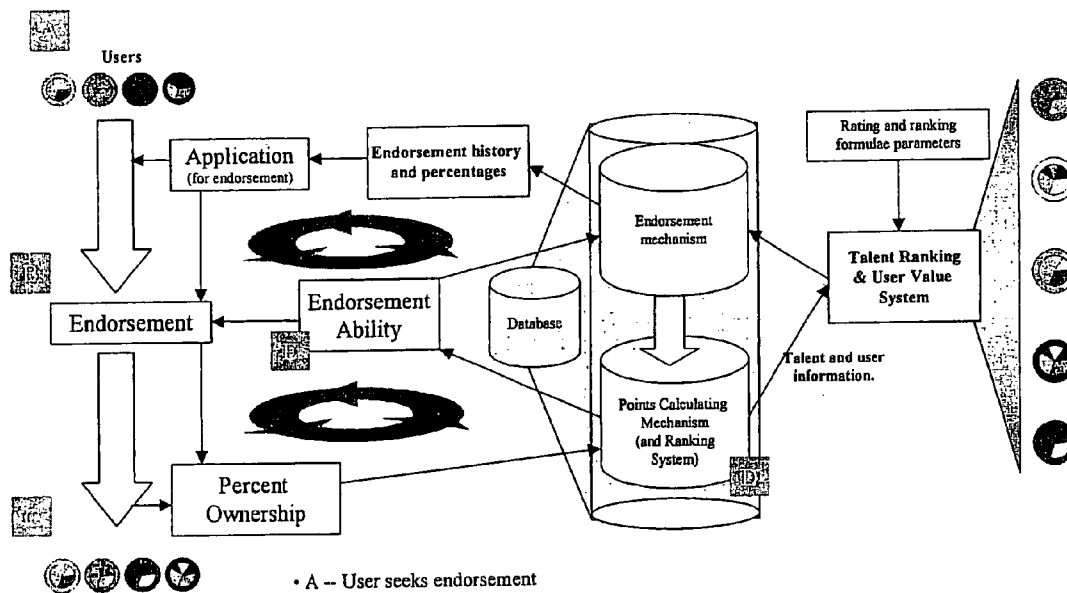 A
Users
Application
(for endorsement)
Endorsement history
and percentages
Rating and ranking
formulae parameters
Endorsement
mechanism
Talent Ranking
& User Value
System
B
Endorsement
Endorsement
Ability
D
Database
Talent and user
information.
Points Calculating
Mechanism
(and Ranking
System)
D
Percent
Ownership
• A -- User seeks endorsement